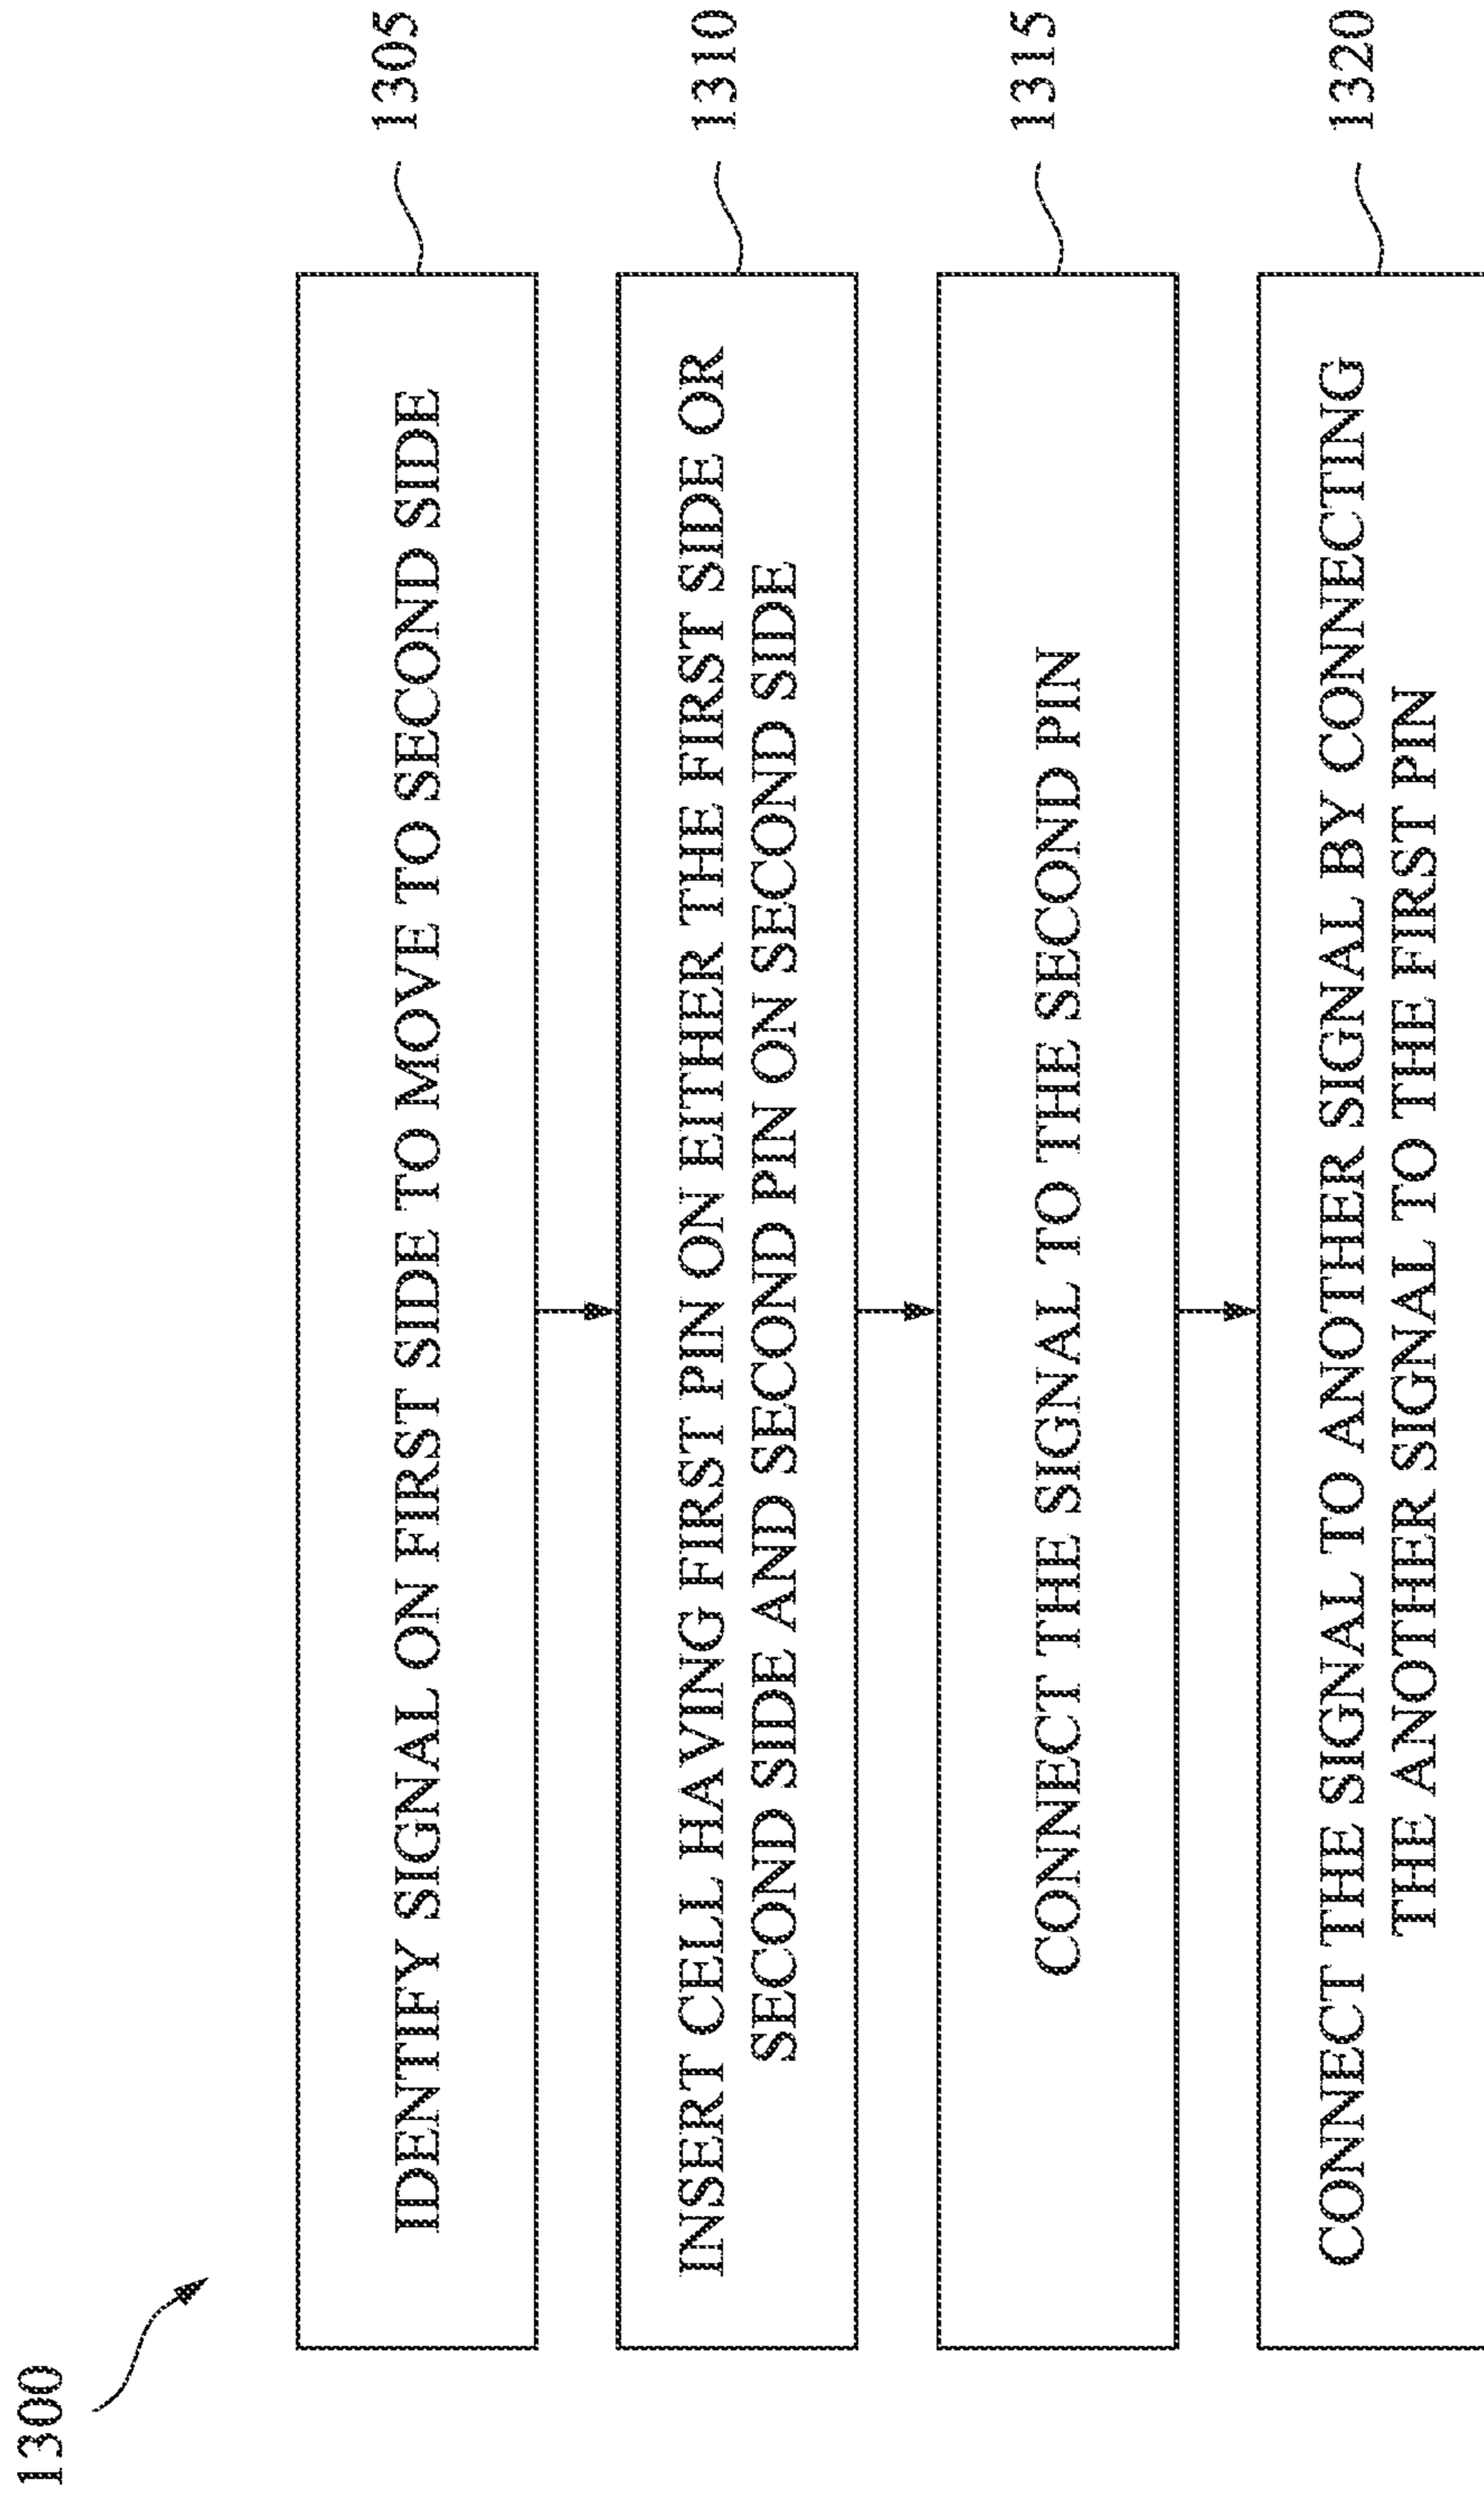 1300
IDENTIFY SIGNAL ON FIRST SIDE TO MOVE TO SECOND SIDE
1305
INSERT CELL HAVING FIRST PIN ON EITHER THE FIRST SIDE OR
SECOND SIDE AND SECOND PIN ON SECOND SIDE
1310
CONNECT THE SIGNAL TO THE SECOND PIN
1315
CONNECT THE SIGNAL TO ANOTHER SIGNAL BY CONNECTING
THE ANOTHER SIGNAL TO THE FIRST PIN
1320